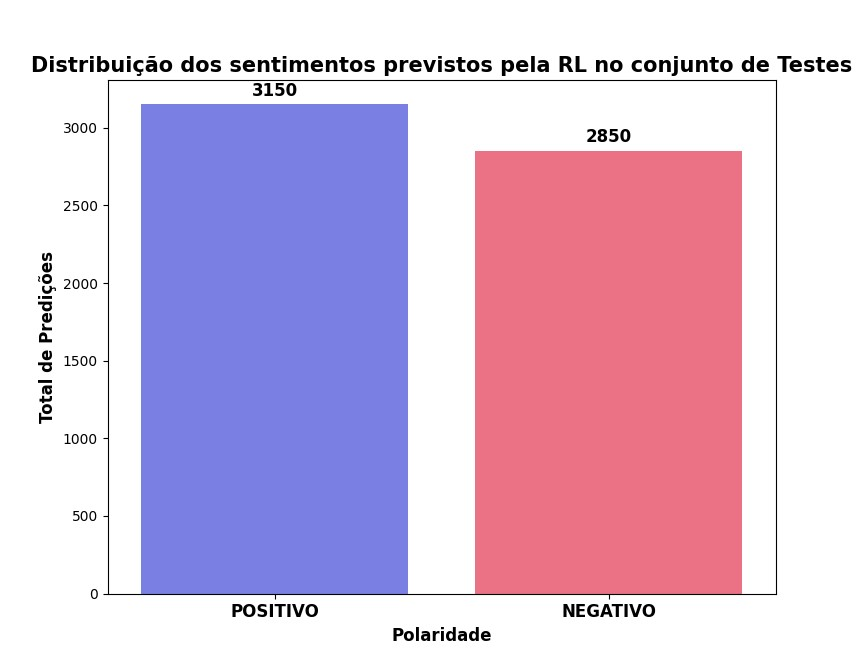 Distribuição dos sentimentos previstos pela RL no conjunto de Testes
3150
2850
3000
2500
2000
1500
1000
500
0
Total de Predições
POSITIVO
NEGATIVO
Polaridade